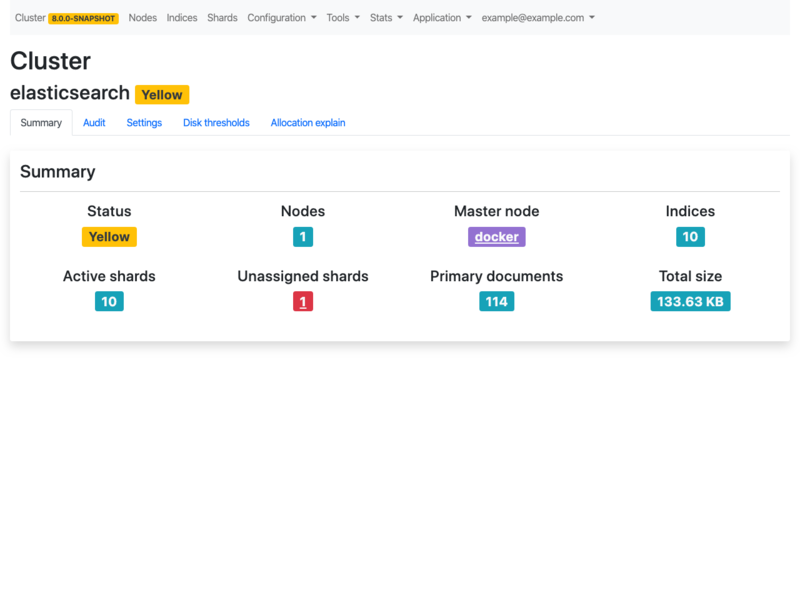 Cluster 8.0.0-SNAPSHOT Nodes Indices Shards Configuration Tools Stats Application example@example.com
Cluster
elasticsearch Yellow
Summary Audit Settings Disk thresholds Allocation explain
Summary
Status Nodes Master node Indices
Yellow 1 docker 10
Active shards Unassigned shards Primary documents Total size
10 1 114 133.63 KB